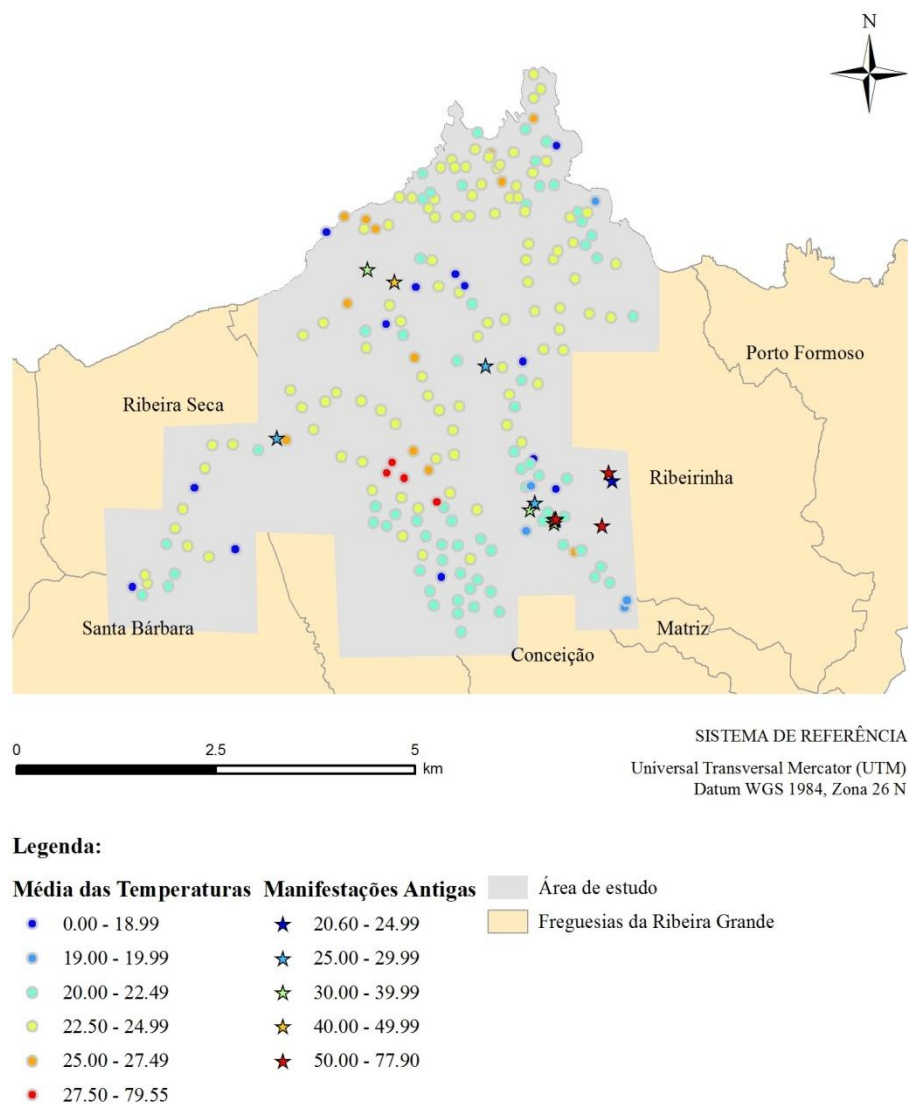 N
Porto Formoso
Ribeira Seca
Ribeirinha
Santa Bárbara
Matriz
Conceição
SISTEMA DE REFERÊNCIA
0 2.5 5
km
Universal Transversal Mercator (UTM)
Datum WGS 1984, Zona 26 N
Legenda:
Média das Temperaturas
0.00 - 18.99
19.00 - 19.99
20.00 - 22.49
22.50 - 24.99
25.00 - 27.49
27.50 - 79.55
Manifestações Antigas
20.60 - 24.99
25.00 - 29.99
30.00 - 39.99
40.00 - 49.99
50.00 - 77.90
Área de estudo
Freguesias da Ribeira Grande